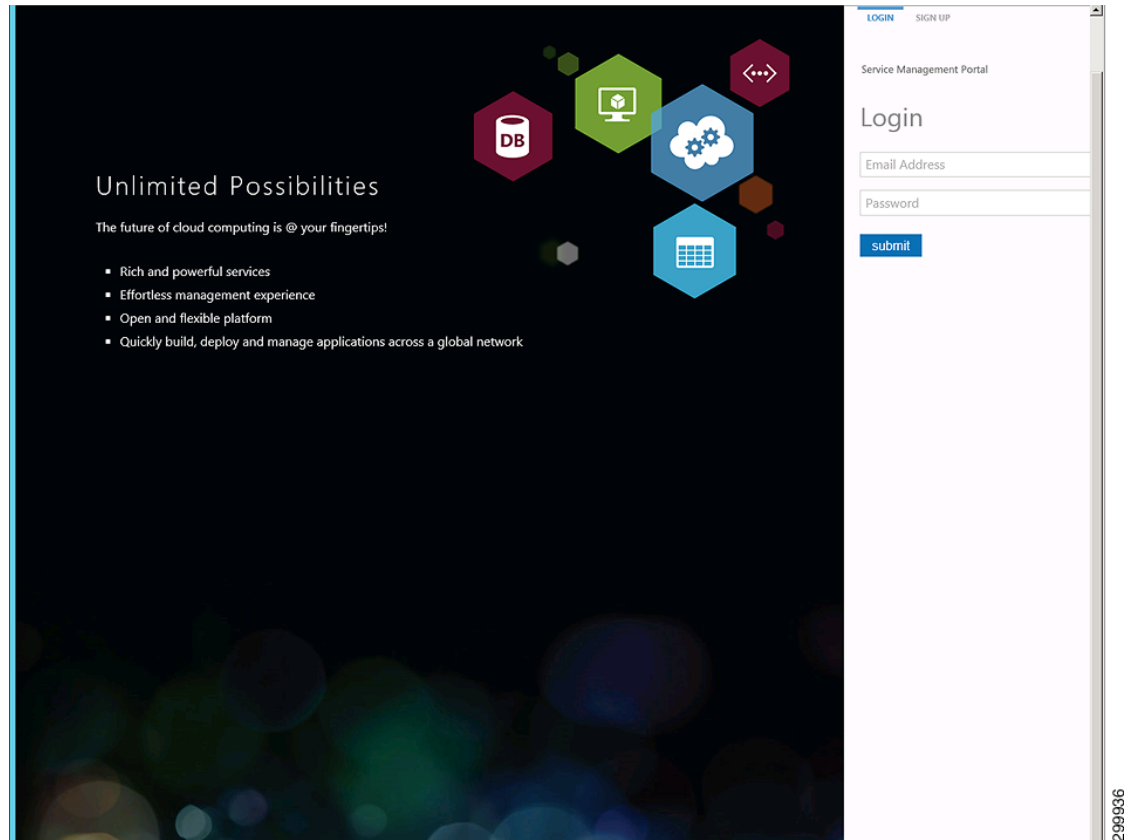 LOGIN SIGN UP
Service Management Portal
Login
Email Address
Password
submit
DB
Unlimited Possibilities
The future of cloud computing is @ your fingertips!
Rich and powerful services
Effortless management experience
Open and flexible platform
Quickly build, deploy and manage applications across a global network
299936